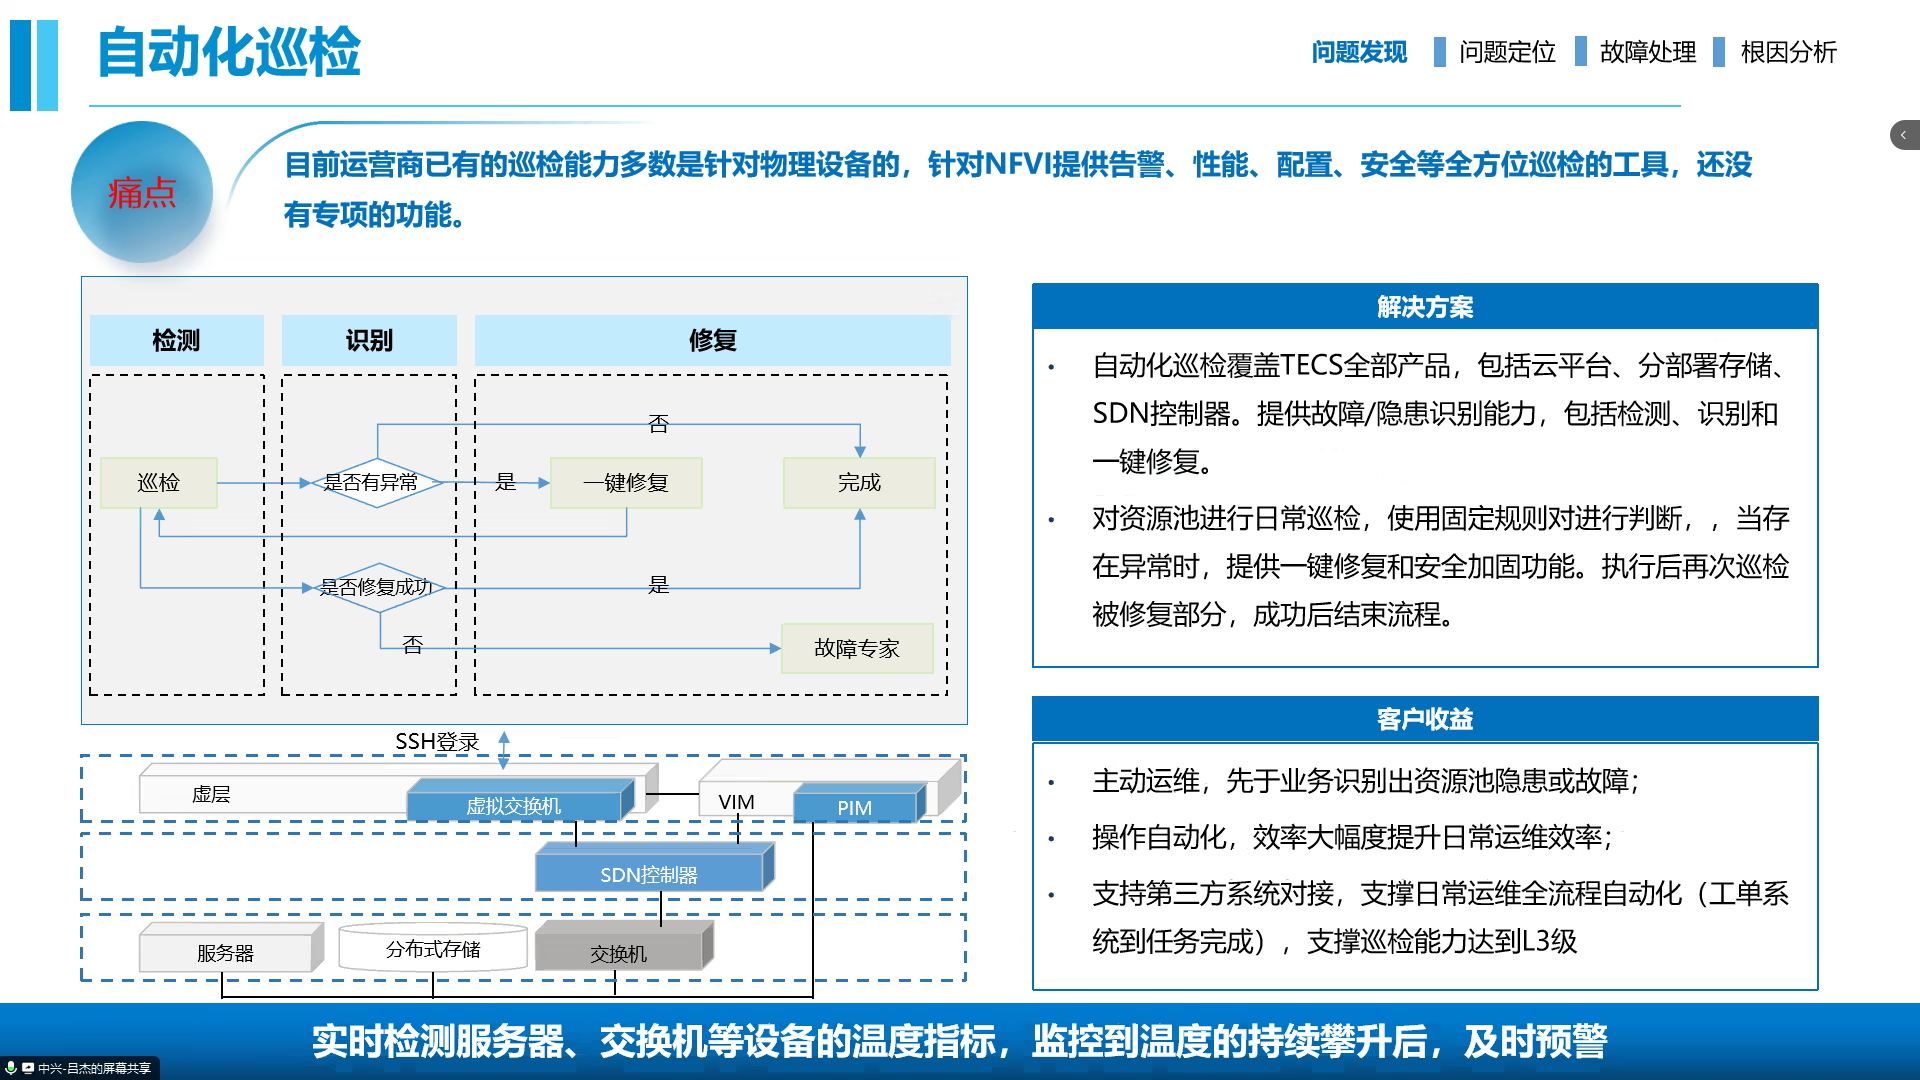 自动化巡检
问题发现 问题定位 故障处理 根因分析
痛点
目前运营商已有的巡检能力多数是针对物理设备的，针对NFVI提供告警、性能、配置、安全等全方位巡检的工具，还没
有专项的功能。
检测 识别 修复
否
巡检 是否有异常 是 一键修复 完成
是否修复成功 是
否
故障专家
SSH登录
虚层 虚拟交换机 VIM PIM
SDN控制器
服务器 分布式存储 交换机
解决方案
• 自动化巡检覆盖TECS全部产品，包括云平台、分部署存储、
SDN控制器。提供故障/隐患识别能力，包括检测、识别和
一键修复。
• 对资源池进行日常巡检，使用固定规则对进行判断，，当存
在异常时，提供一键修复和安全加固功能。执行后再次巡检
被修复部分，成功后结束流程。
客户收益
• 主动运维，先于业务识别出资源池隐患或故障；
• 操作自动化，效率大幅度提升日常运维效率；
• 支持第三方系统对接，支撑日常运维全流程自动化（工单系
统到任务完成），支撑巡检能力达到L3级
实时检测服务器、交换机等设备的温度指标，监控到温度的持续攀升后，及时预警
中兴-吕杰的屏幕共享